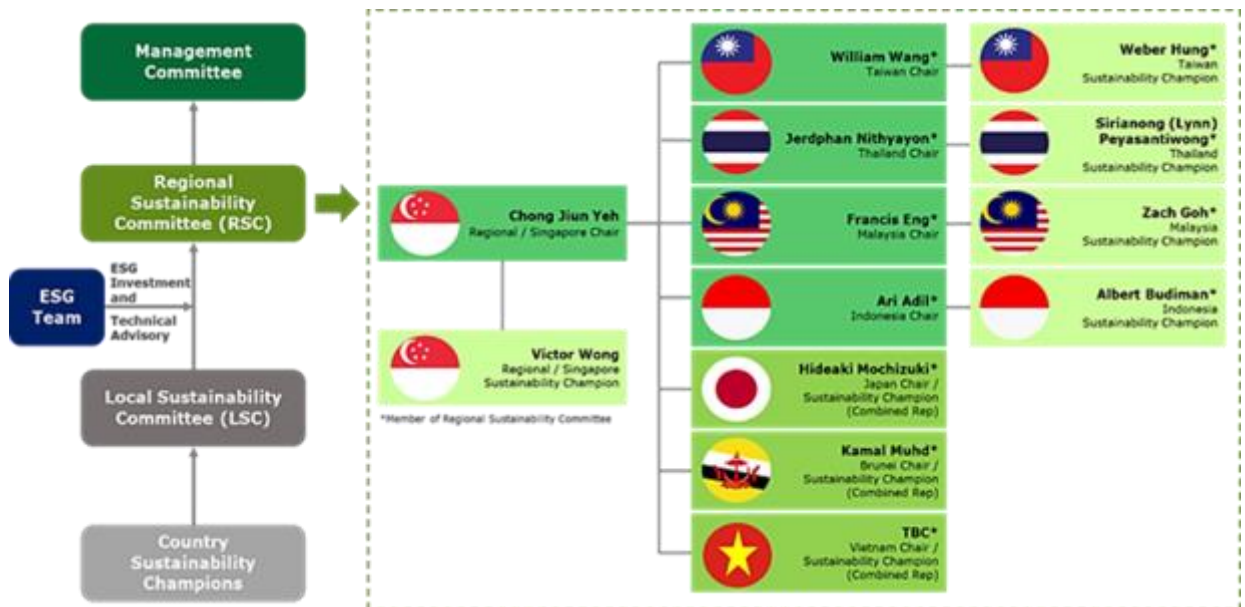 Management
Committee
Regional
Sustainability
Committee (RSC)
ESG
Team
ESG
Investment
and
Technical
Advisory
Local Sustainability
Committee (LSC)
Country
Sustainability
Champions
Chong Jiun Yeh
Regional / Singapore Chair
Victor Wong
Regional / Singapore
Sustainability Champion
*Member of Regional Sustainability Committee
William Wang*
Taiwan Chair
Weber Hung*
Taiwan
Sustainability Champion
Jerdphan Nithyayon*
Thailand Chair
Sirianong (Lynn)
Peyasantiwong*
Thailand
Sustainability Champion
Francis Eng*
Malaysia Chair
Zach Goh*
Malaysia
Sustainability Champion
Ari Adil*
Indonesia Chair
Albert Budiman*
Indonesia
Sustainability Champion
Hideaki Mochizuki*
Japan Chair /
Sustainability Champion
(Combined Rep)
Kamal Muhd*
Brunei Chair /
Sustainability Champion
(Combined Rep)
TBC*
Vietnam Chair /
Sustainability Champion
(Combined Rep)